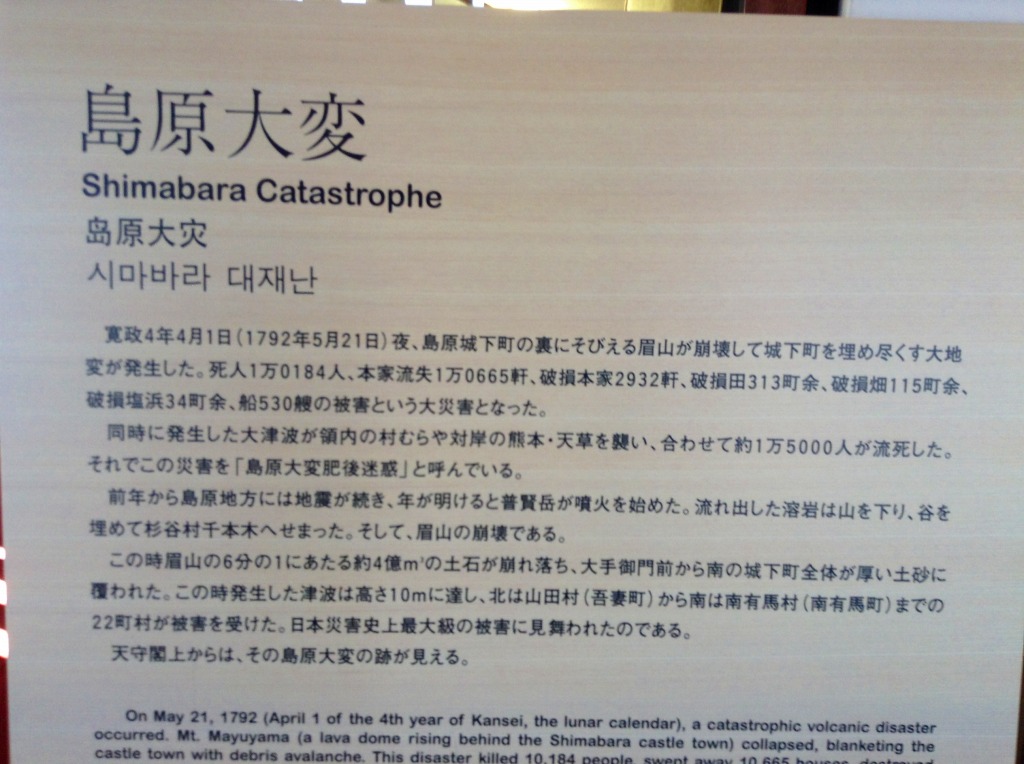 島原大変
Shimabara Catastrophe
岛原大灾
시마바라 대재난
寛政4年4月1日(1792年5月21日)夜、島原城下町の裏にそびえる眉山が崩壊して城下町を埋め尽くす大地
変が発生した。死人1万0184人、本家流失1万0665軒、破損本家2932軒、破損田313町余、破損畑115町余、
破損塩浜34町余、船530艘の被害という大災害となった。
同時に発生した大津波が領内の村むらや対岸の熊本・天草を襲い、合わせて約1万5000人が流死した。
それでこの災害を「島原大変肥後迷惑」と呼んでいる。
前年から島原地方には地震が続き、年が明けると普賢岳が噴火を始めた。流れ出した溶岩は山を下り、谷を
埋めて杉谷村千本木へせまった。そして、眉山の崩壊である。
この時眉山の6分の1にあたる約4億m³の土石が崩れ落ち、大手御門前から南の城下町全体が厚い土砂に
覆われた。この時発生した津波は高さ10mに達し、北は山田村(吾妻町)から南は南有馬村(南有馬町)までの
22町村が被害を受けた。日本災害史上最大級の被害に見舞われたのである。
天守閣上からは、その島原大変の跡が見える。
On May 21, 1792 (April 1 of the 4th year of Kansei, the lunar calendar), a catastrophic volcanic disaster
occurred. Mt. Mayuyama (a lava dome rising behind the Shimabara castle town) collapsed, blanketing the
castle town with debris avalanche. This disaster killed 10,184 people, swept away 10,665 houses, destroyed